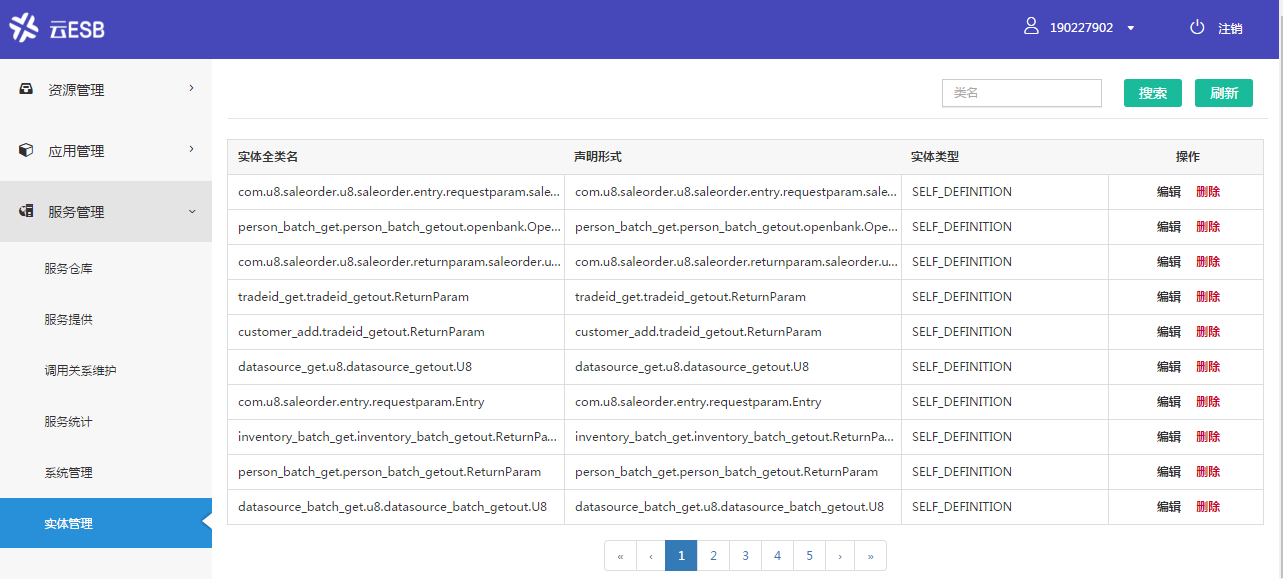 云ESB
190227902
注销
资源管理
应用管理
服务管理
服务仓库
服务提供
调用关系维护
服务统计
系统管理
实体管理
类名 搜索 刷新
实体全类名 声明形式 实体类型 操作
com.u8.saleorder.u8.saleorder.entry.requestparam.sale... com.u8.saleorder.u8.saleorder.entry.requestparam.sale... SELF_DEFINITION 编辑 删除
person_batch_get.person_batch_getout.openbank.Ope... person_batch_get.person_batch_getout.openbank.Ope... SELF_DEFINITION 编辑 删除
com.u8.saleorder.u8.saleorder.returnparam.saleorder.u... com.u8.saleorder.u8.saleorder.returnparam.saleorder.u... SELF_DEFINITION 编辑 删除
tradeid_get.tradeid_getout.ReturnParam tradeid_get.tradeid_getout.ReturnParam SELF_DEFINITION 编辑 删除
customer_add.tradeid_getout.ReturnParam customer_add.tradeid_getout.ReturnParam SELF_DEFINITION 编辑 删除
datasource_get.u8.datasource_getout.U8 datasource_get.u8.datasource_getout.U8 SELF_DEFINITION 编辑 删除
com.u8.saleorder.entry.requestparam.Entry com.u8.saleorder.entry.requestparam.Entry SELF_DEFINITION 编辑 删除
inventory_batch_get.inventory_batch_getout.ReturnPa... inventory_batch_get.inventory_batch_getout.ReturnPa... SELF_DEFINITION 编辑 删除
person_batch_get.person_batch_getout.ReturnParam person_batch_get.person_batch_getout.ReturnParam SELF_DEFINITION 编辑 删除
datasource_batch_get.u8.datasource_batch_getout.U8 datasource_batch_get.u8.datasource_batch_getout.U8 SELF_DEFINITION 编辑 删除
« ‹ 1 2 3 4 5 › »